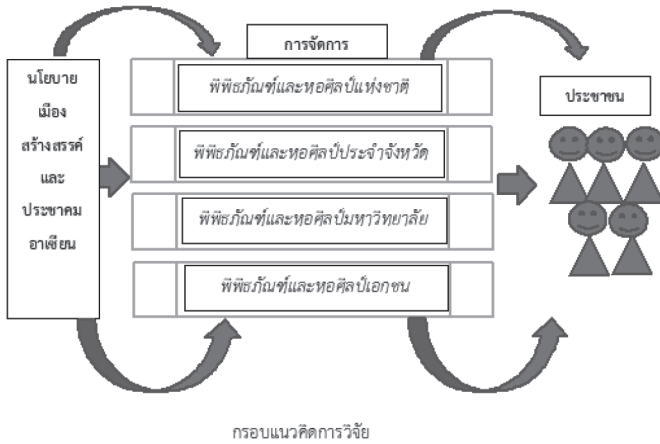 นโยบาย
เมือง
สร้างสรรค์
และ
ประชาคม
อาเซียน
การจัดการ
พิพิธภัณฑ์และหอศิลป์แห่งชาติ
พิพิธภัณฑ์และหอศิลป์ประจำจังหวัด
พิพิธภัณฑ์และหอศิลป์มหาวิทยาลัย
พิพิธภัณฑ์และหอศิลป์เอกชน
ประชาชน
กรอบแนวคิดการวิจัย